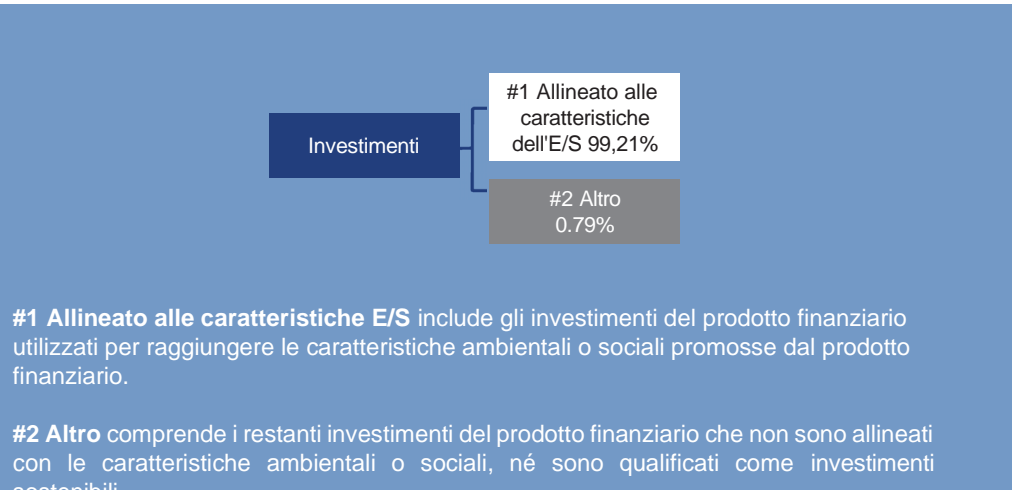 Investimenti
#1 Allineato alle
caratteristiche
dell'E/S 99,21%
#2 Altro
0.79%
#1 Allineato alle caratteristiche E/S include gli investimenti del prodotto finanziario
utilizzati per raggiungere le caratteristiche ambientali o sociali promosse dal prodotto
finanziario.
#2 Altro comprende i restanti investimenti del prodotto finanziario che non sono allineati
con le caratteristiche ambientali o sociali, né sono qualificati come investimenti